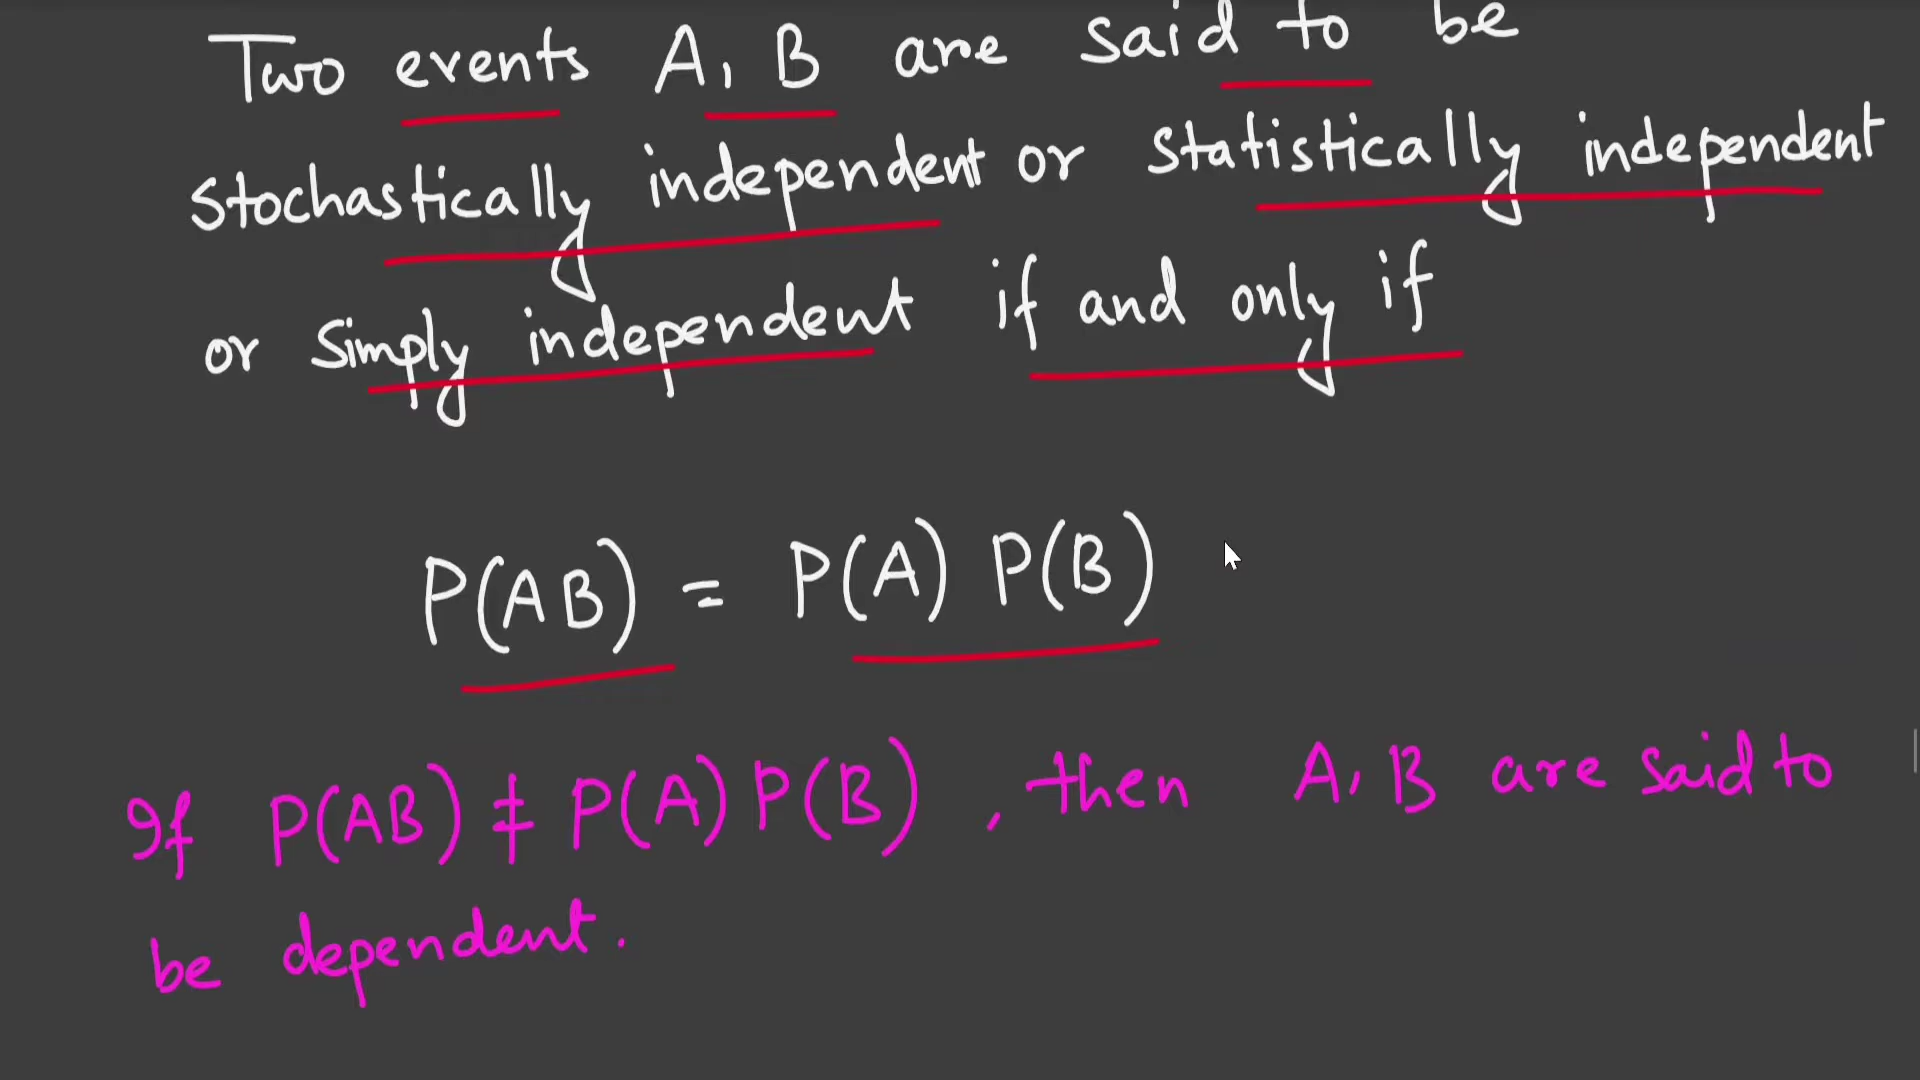 Two events A, B are said to be
stochastically independent or statistically independent
or simply independent if and only if
P(AB) = P(A) P(B)
If P(AB) ≠ P(A) P(B) , then A, B are said to
be dependent.